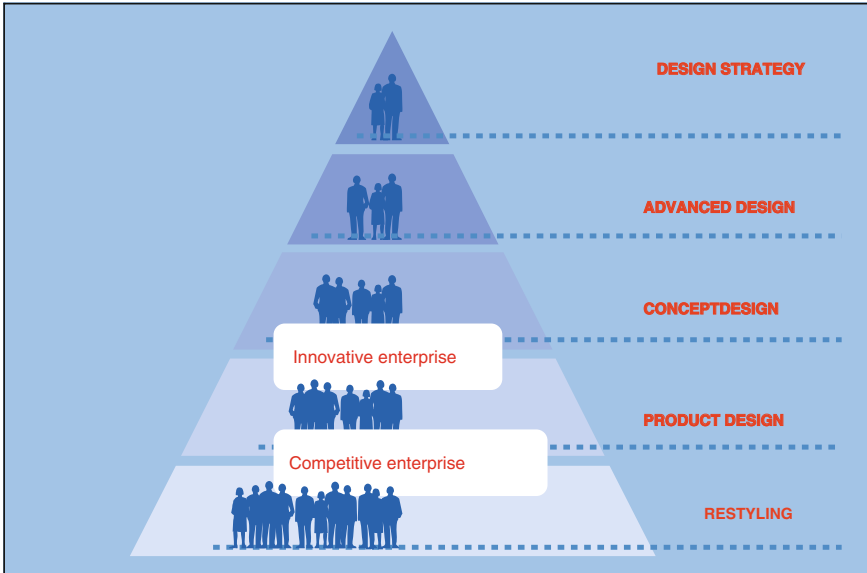 DESIGN STRATEGY
ADVANCED DESIGN
CONCEPTDESIGN
Innovative enterprise
PRODUCT DESIGN
Competitive enterprise
RESTYLING